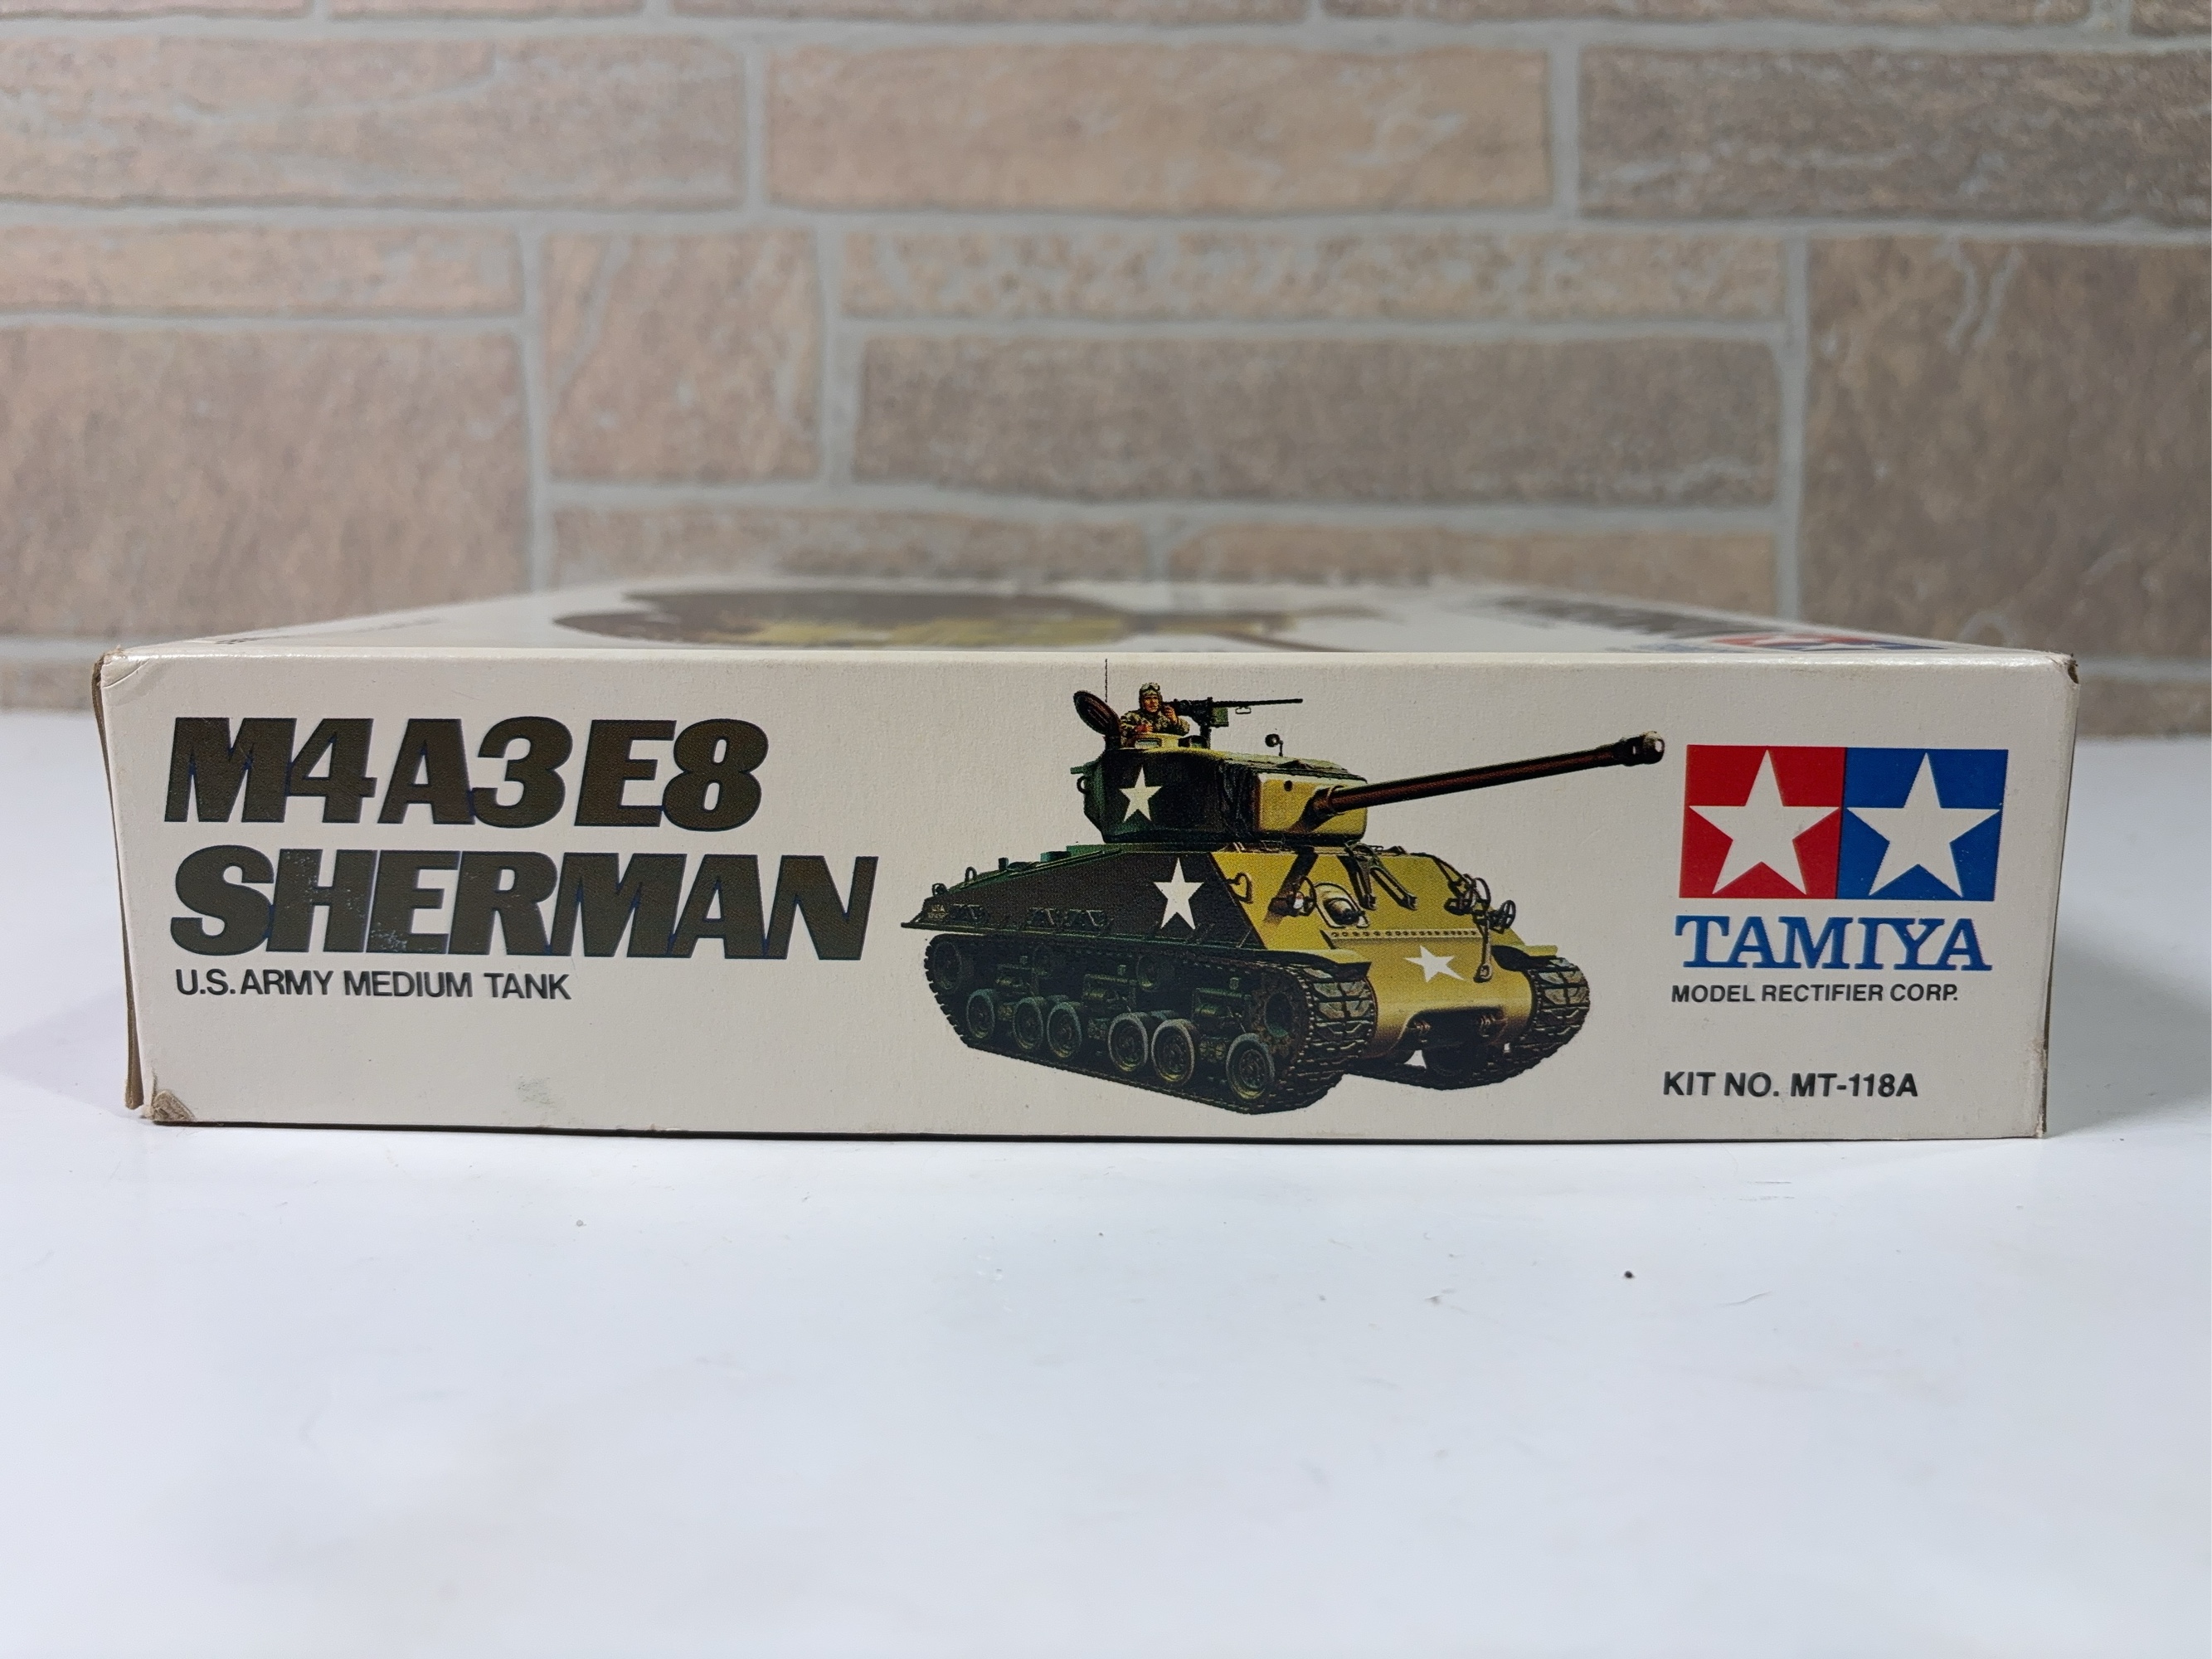 M4A3E8
SHERMAN
U.S. ARMY MEDIUM TANK
TAMIYA
MODEL RECTIFIER CORP.
KIT NO. MT-118A